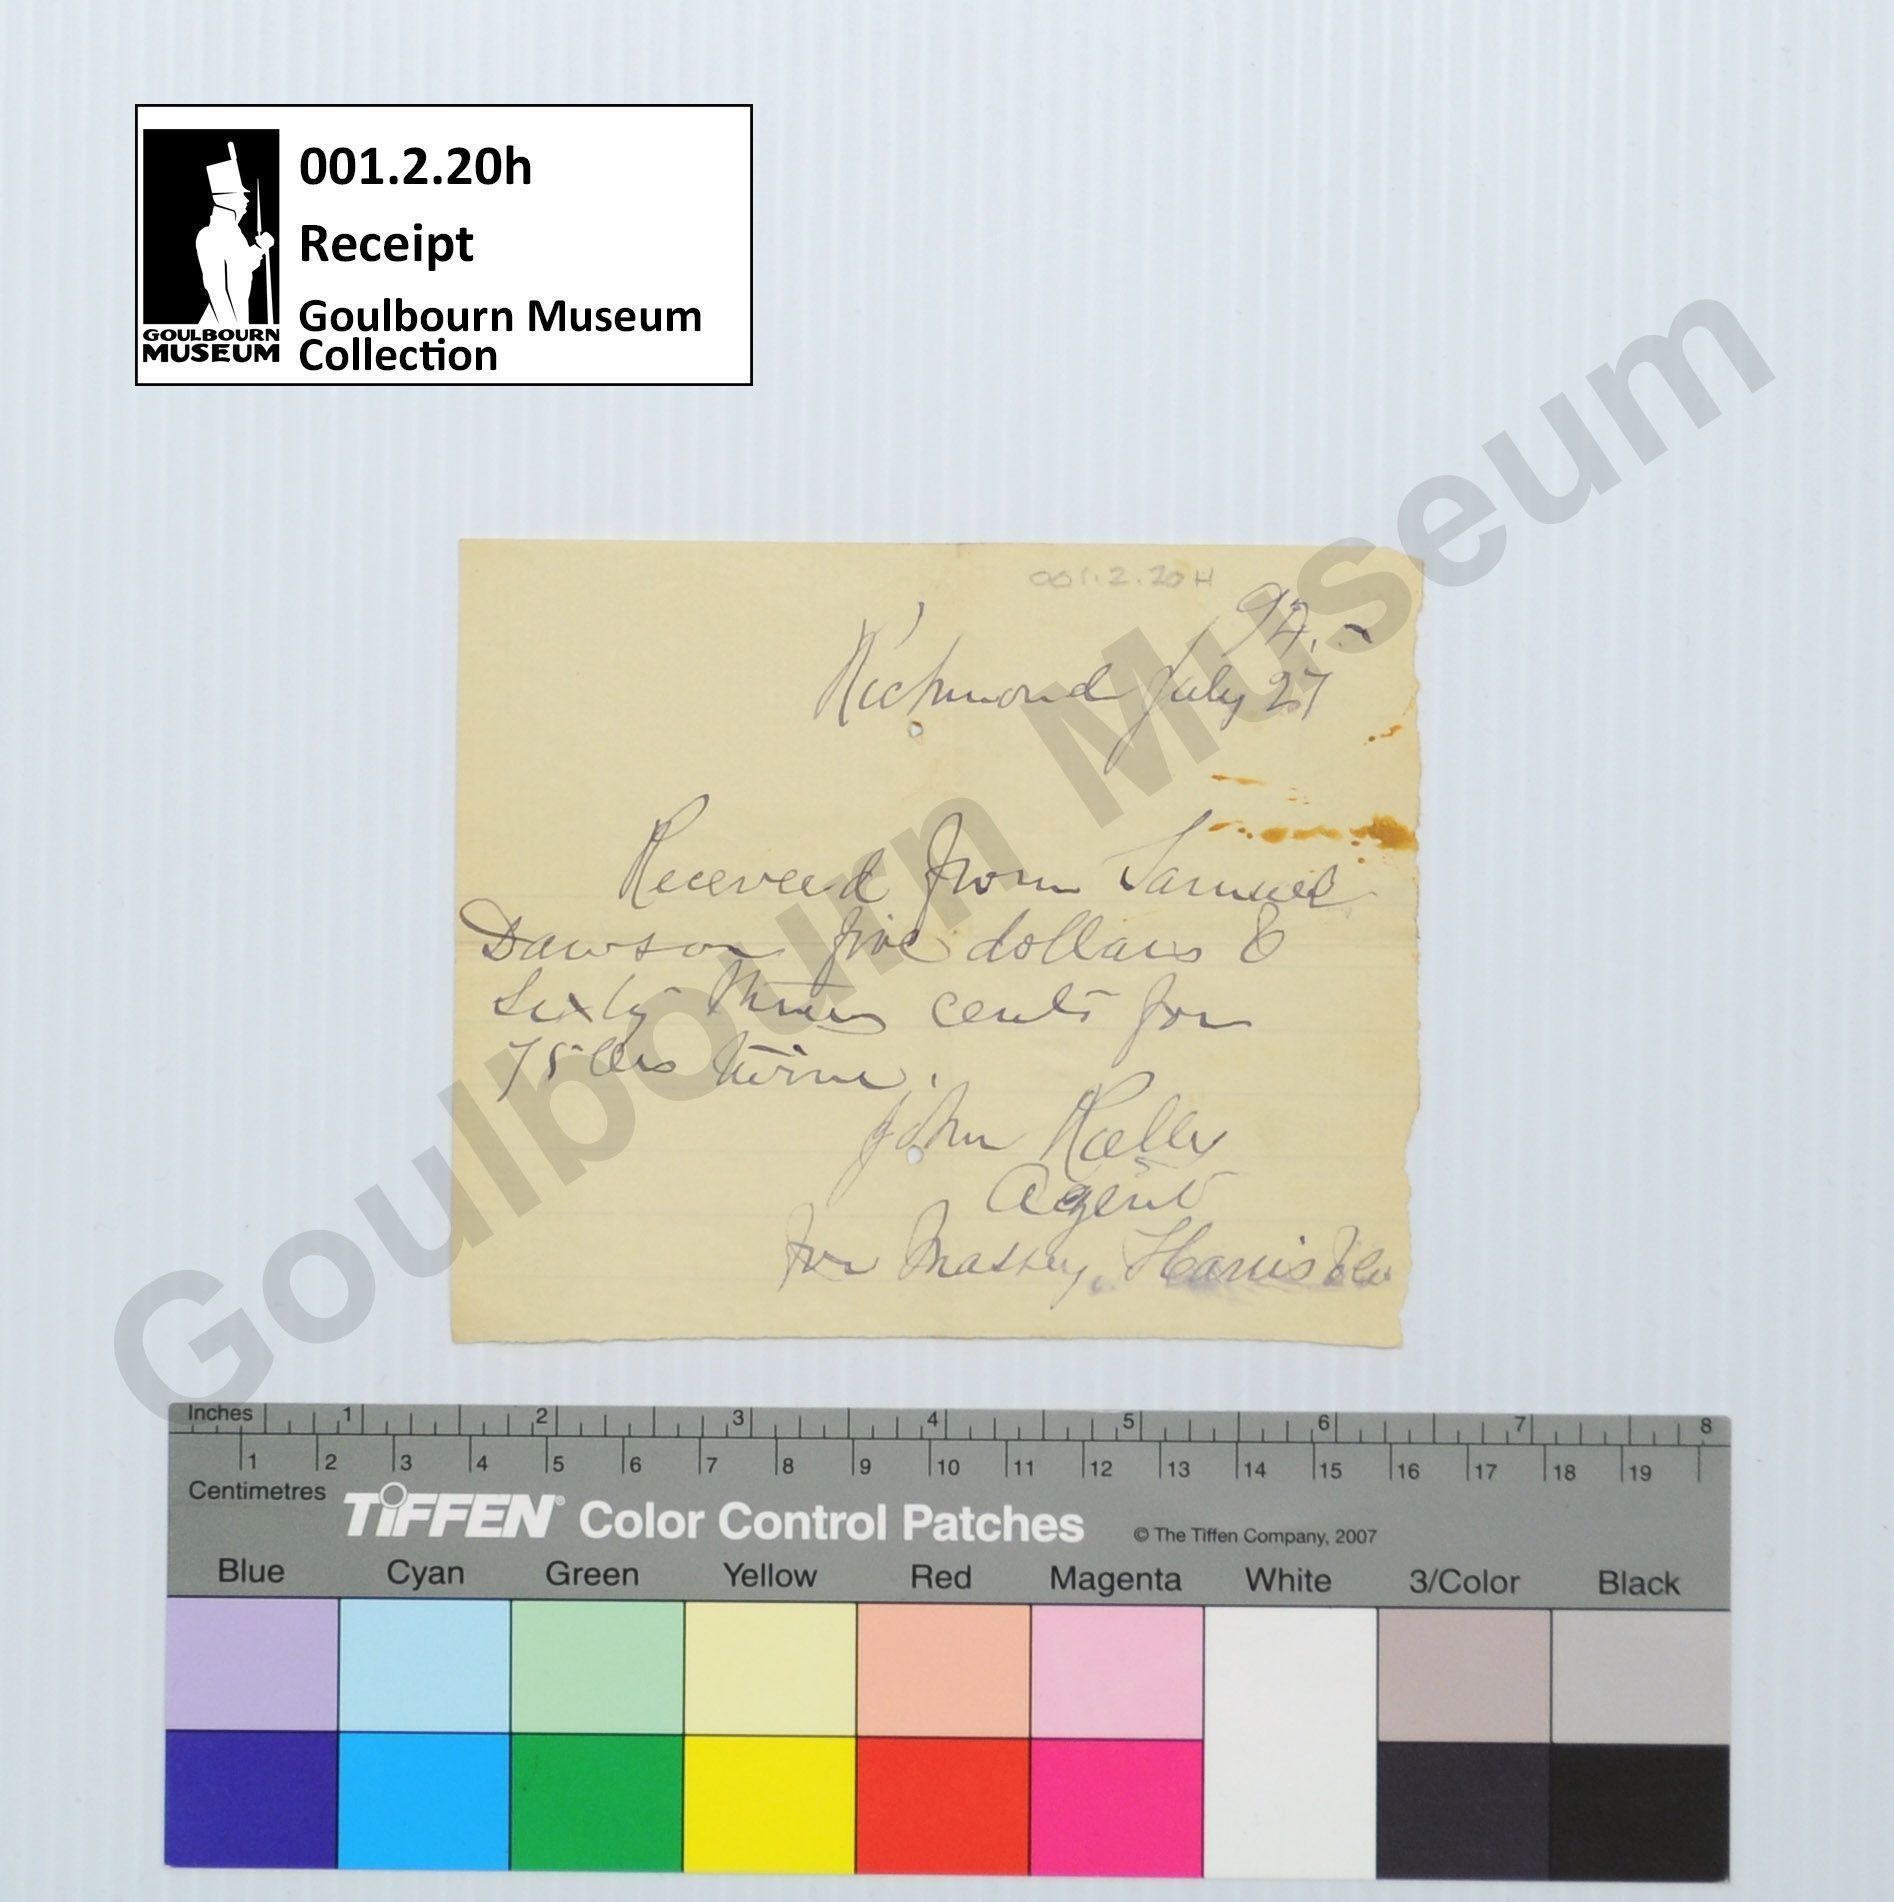 001.2.20h
Receipt
Goulbourn Museum
Collection
GOULBOURN
MUSEUM
Goulbourn Museum
001.2.20H
94.-
Richmond July 27
Received from Samuel
Dawson five dollars &
Sixty three cents for
75 lbs twine.
John
Agent
for Massey, Harris & Co
Inches 1 2 3 4 5 6 7 8
1 2 3 4 5 6 7 8 9 10 11 12 13 14 15 16 17 18 19
Centimetres
TIFFEN® Color Control Patches © The Tiffen Company, 2007
Blue Cyan Green Yellow Red Magenta White 3/Color Black